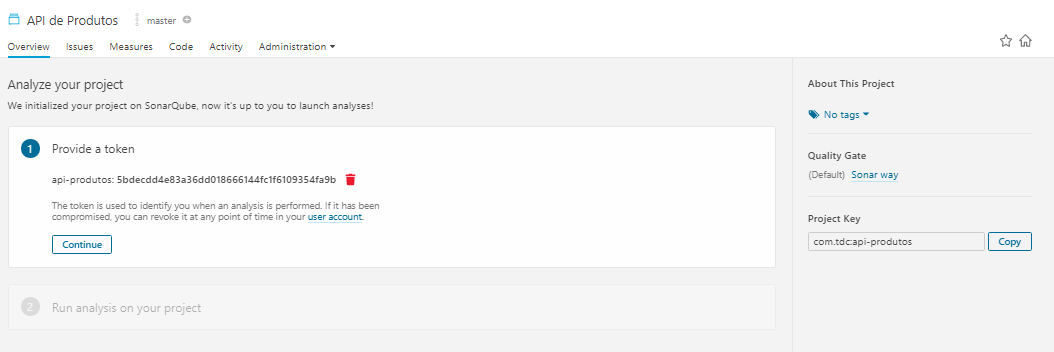 API de Produtos master
Overview Issues Measures Code Activity Administration
Analyze your project
We initialized your project on SonarQube, now it's up to you to launch analyses!
1 Provide a token
api-produtos: 5bdecdd4e83a36dd018666144fc1f6109354fa9b
The token is used to identify you when an analysis is performed. If it has been
compromised, you can revoke it at any point of time in your user account.
Continue
2 Run analysis on your project
About This Project
No tags
Quality Gate
(Default) Sonar way
Project Key
com.tdc:api-produtos Copy